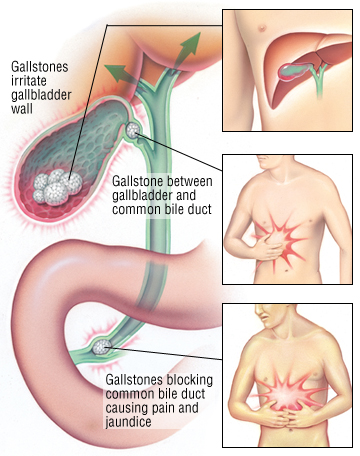 Gallstones
irritate
gallbladder
wall
Gallstone between
gallbladder and
common bile duct
Gallstones blocking
common bile duct
causing pain and
jaundice